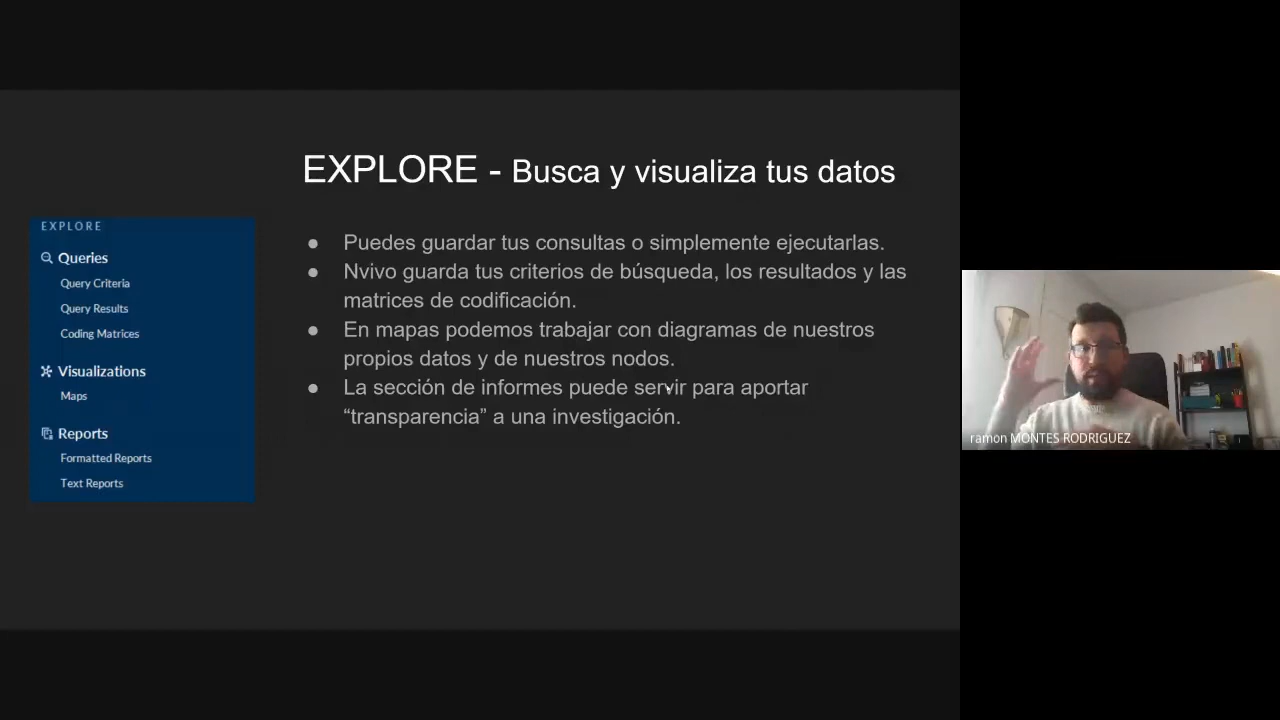 EXPLORE - Busca y visualiza tus datos
EXPLORE
Queries
Query Criteria
Query Results
Coding Matrices
Visualizations
Maps
Reports
Formatted Reports
Text Reports
● Puedes guardar tus consultas o simplemente ejecutarlas.
● Nvivo guarda tus criterios de búsqueda, los resultados y las
matrices de codificación.
● En mapas podemos trabajar con diagramas de nuestros
propios datos y de nuestros nodos.
● La sección de informes puede servir para aportar
“transparencia” a una investigación.
ramon MONTES RODRIGUEZ